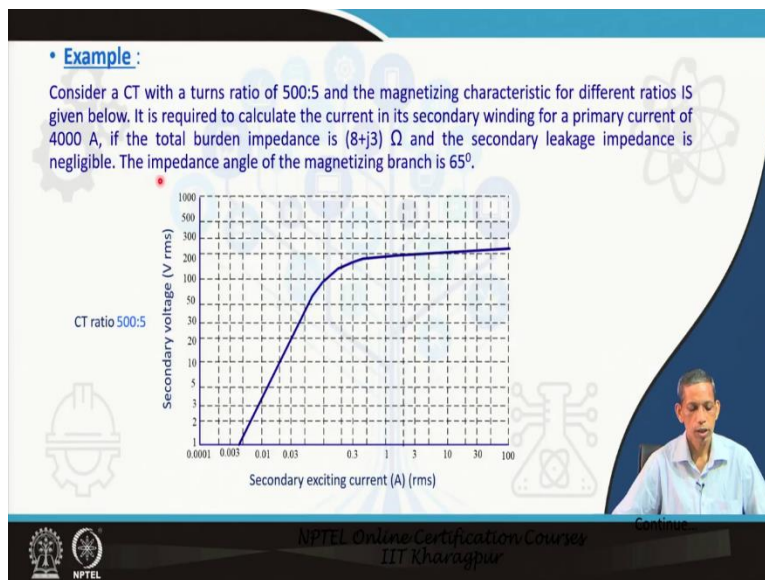 • Example :
Consider a CT with a turns ratio of 500:5 and the magnetizing characteristic for different ratios IS
given below. It is required to calculate the current in its secondary winding for a primary current of
4000 A, if the total burden impedance is (8+j3) Ω and the secondary leakage impedance is
negligible. The impedance angle of the magnetizing branch is 65⁰.
1000
500
300
200
100
50
30
20
10
5
3
2
1
Secondary voltage (V rms)
CT ratio 500:5
0.0001 0.003 0.01 0.03 0.3 1 3 10 30 100
Secondary exciting current (A) (rms)
Continue...
NPTEL Online Certification Courses
IIT Kharagpur
NPTEL